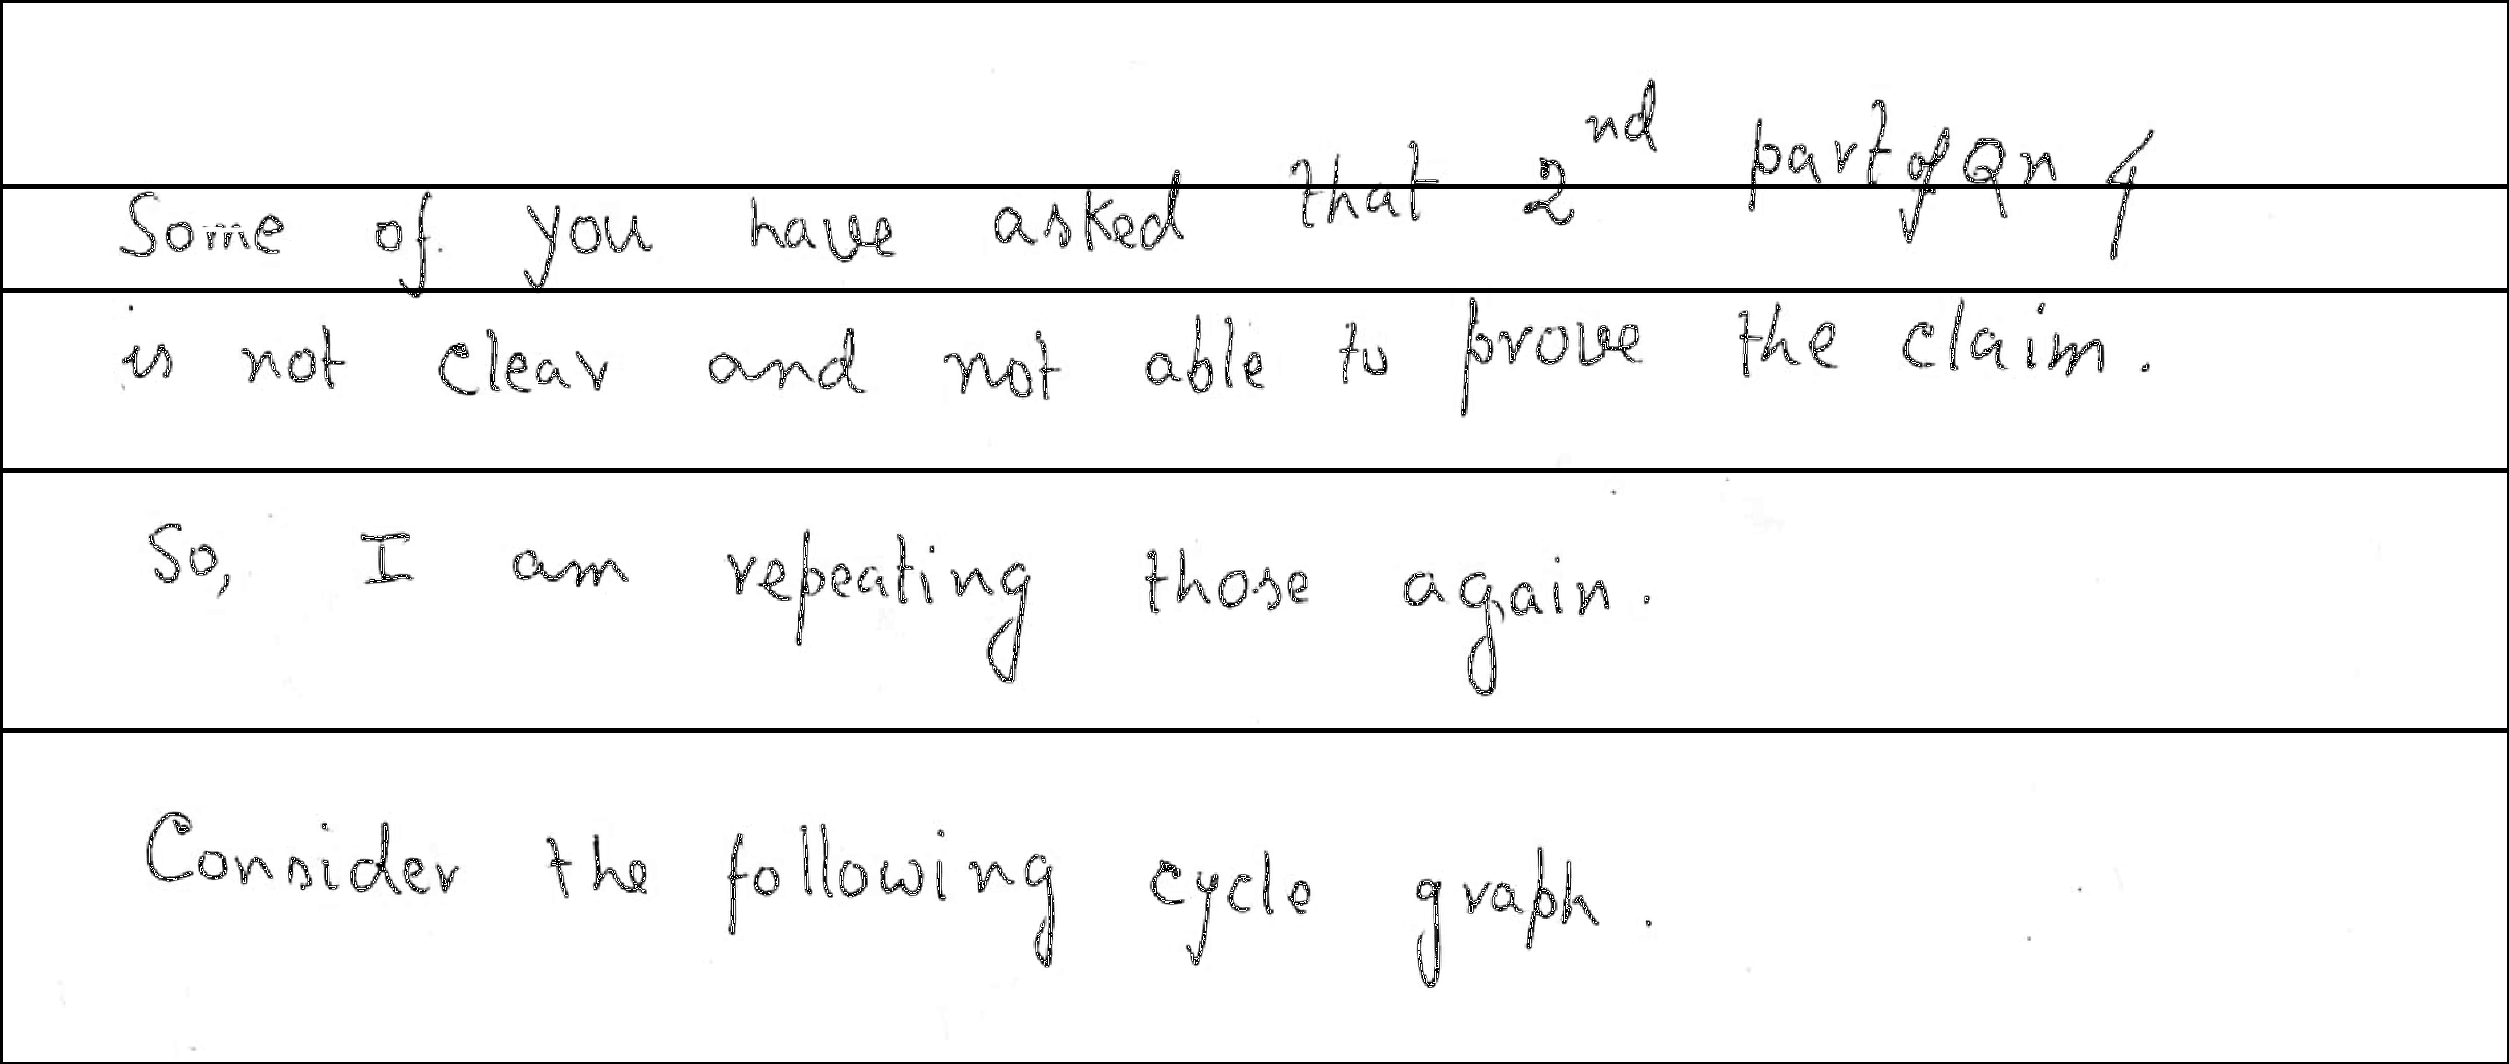 Some of you have asked that 2nd part of Qn 4
is not clear and not able to prove the claim.
So, I am repeating those again.
Consider the following cycle graph.